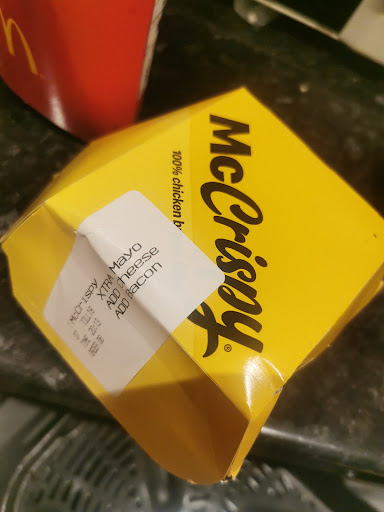 McCrispy®
100% chicken b
McCrispy
XTRA Mayo
ADD Cheese
ADD Bacon